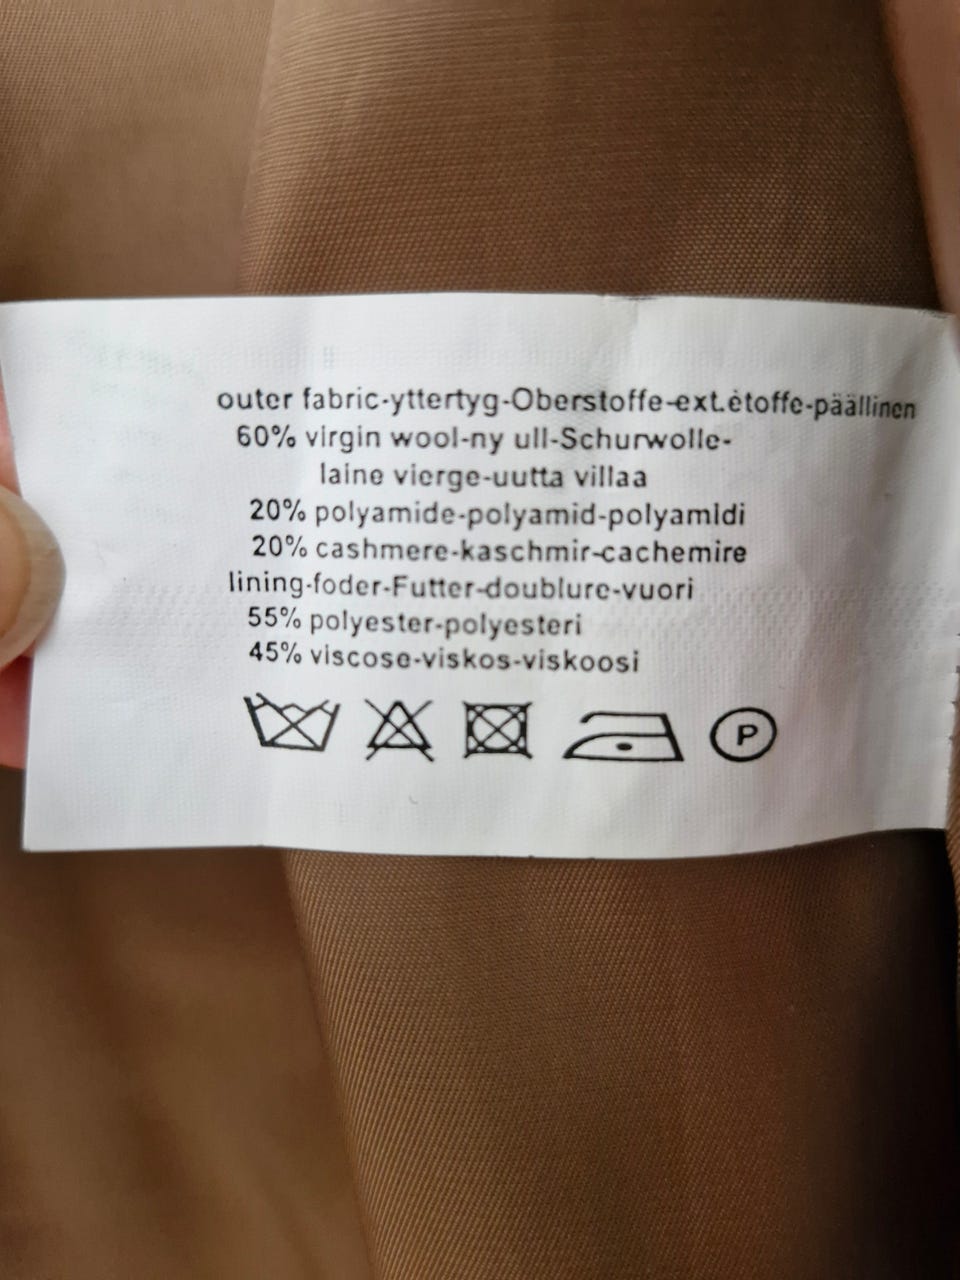 outer fabric-yttertyg-Oberstoffe-ext.étoffe-päällinen
60% virgin wool-ny ull-Schurwolle-
laine vierge-uutta villaa
20% polyamide-polyamid-polyamidi
20% cashmere-kaschmir-cachemire
lining-foder-Futter-doublure-vuori
55% polyester-polyesteri
45% viscose-viskos-viskoosi
P